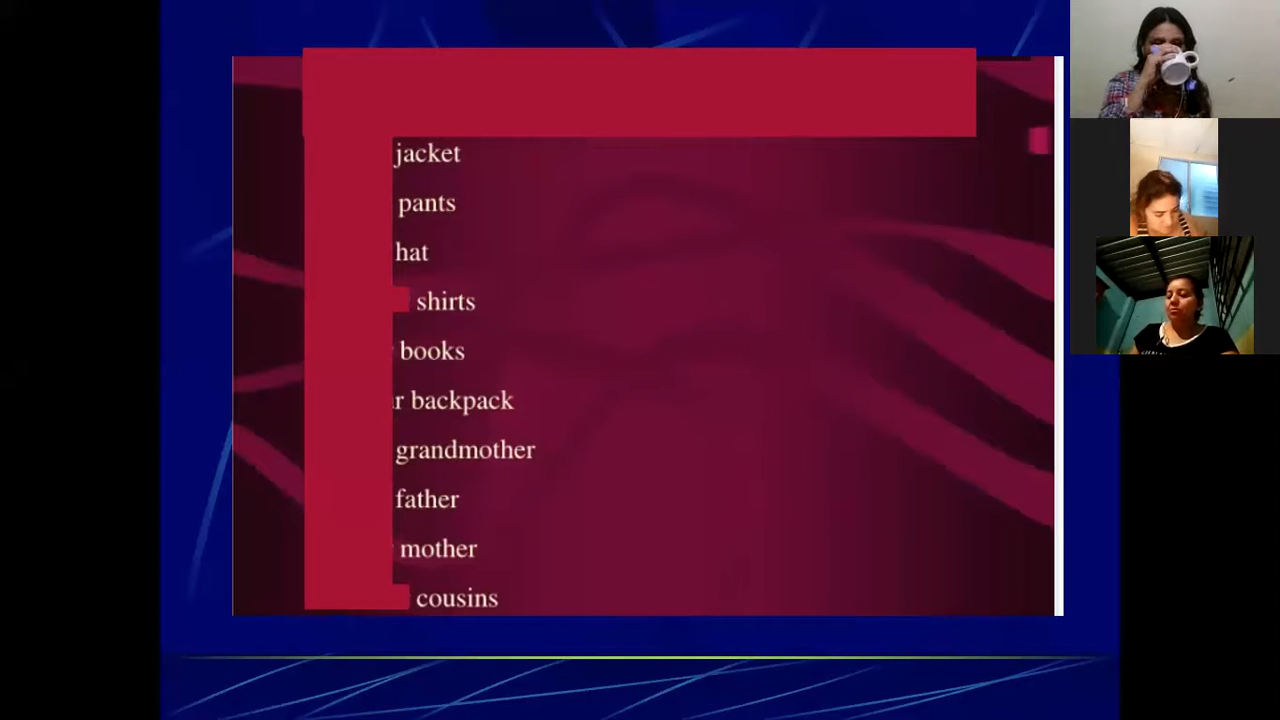 jacket
pants
hat
shirts
books
r backpack
grandmother
father
mother
cousins